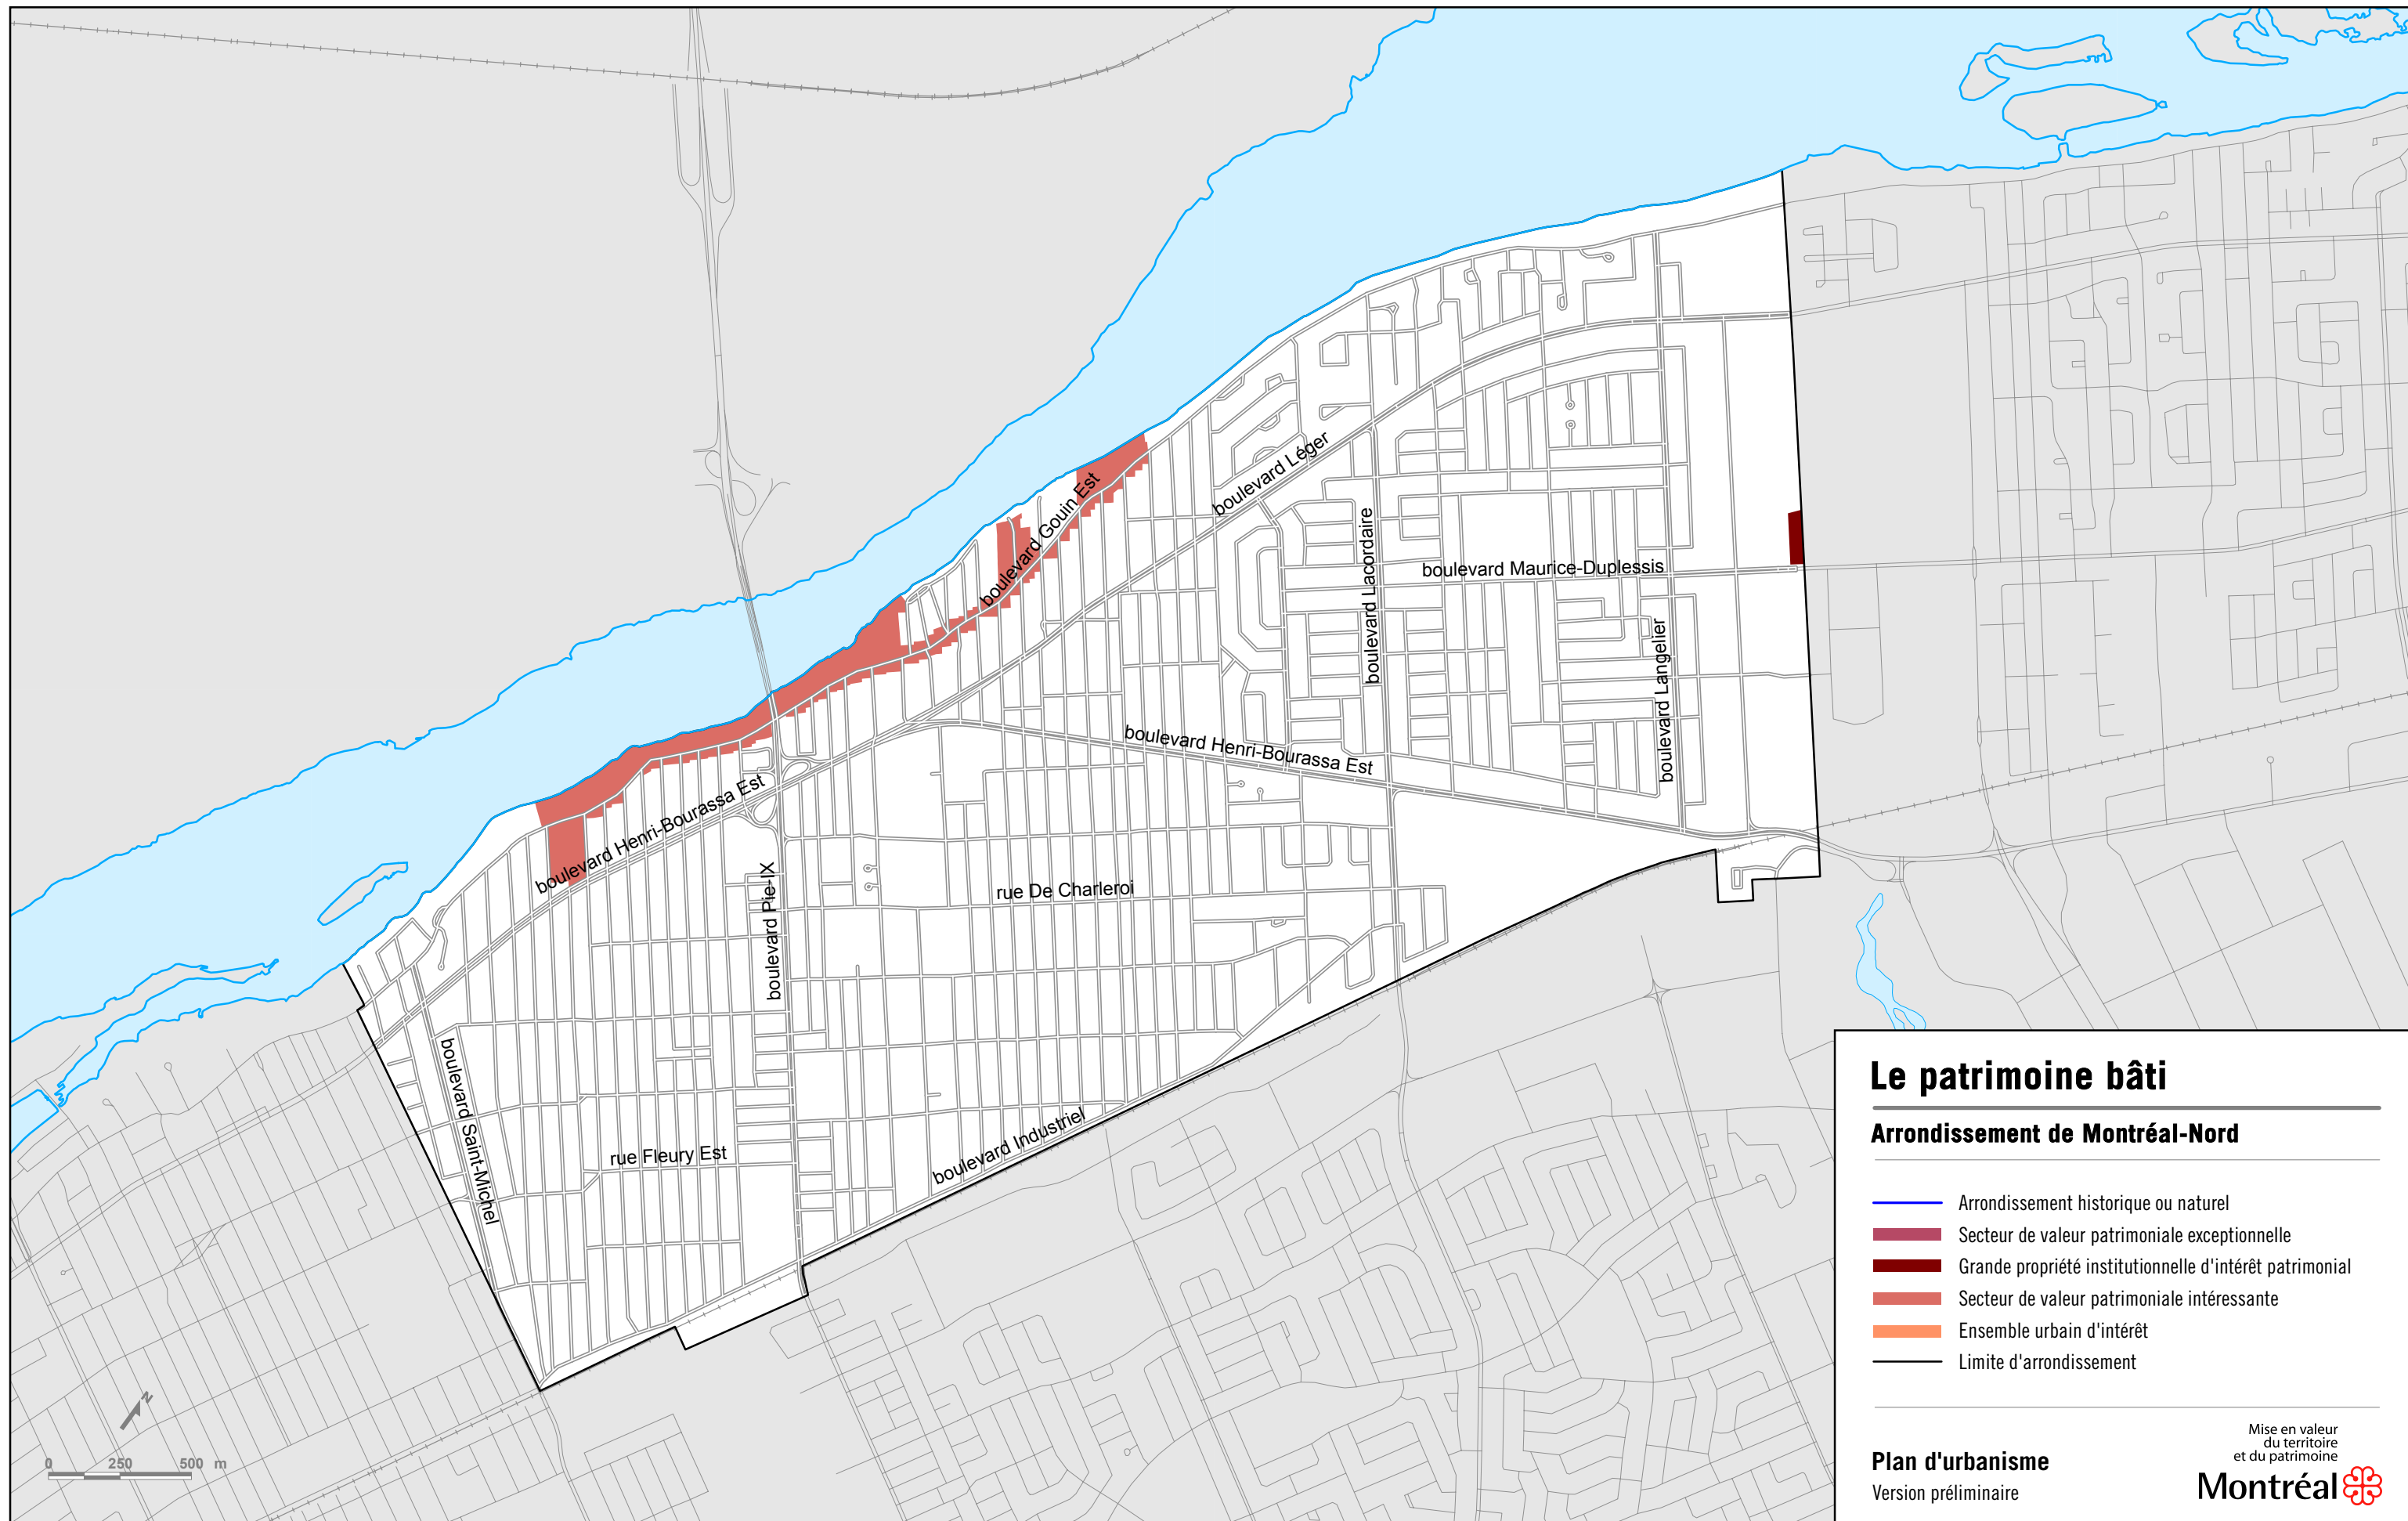 boulevard Gouin Est
boulevard Léger
boulevard Lacordaire
boulevard Maurice-Duplessis
boulevard Langelier
boulevard Henri-Bourassa Est
boulevard Henri-Bourassa Est
boulevard Pie-IX
rue De Charleroi
boulevard Saint-Michel
rue Fleury Est
boulevard Industriel
N
0 250 500 m
Le patrimoine bâti
Arrondissement de Montréal-Nord
Arrondissement historique ou naturel
Secteur de valeur patrimoniale exceptionnelle
Grande propriété institutionnelle d'intérêt patrimonial
Secteur de valeur patrimoniale intéressante
Ensemble urbain d'intérêt
Limite d'arrondissement
Plan d'urbanisme
Version préliminaire
Mise en valeur
du territoire
et du patrimoine
Montréal